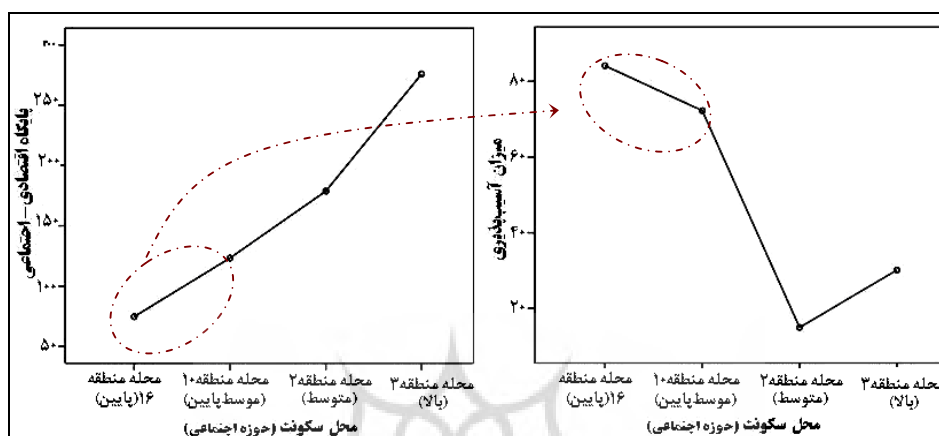 ۳۰۰
۲۵۰
۲۰۰
۱۵۰
۱۰۰
۵۰
پایگاه اقتصادی - اجتماعی
محله منطقه
۱۶(پایین)
محله منطقه۱۰
(موسط پایین)
محله منطقه۲
(متوسط)
محله منطقه۳
(بالا)
محل سکونت (حوزه اجتماعی)
۸۰
۶۰
۴۰
۲۰
میزان آسیب‌پذیری
محله منطقه
۱۶(پایین)
محله منطقه۱۰
(موسط پایین)
محله منطقه۲
(متوسط)
محله منطقه۳
(بالا)
محل سکونت (حوزه اجتماعی)